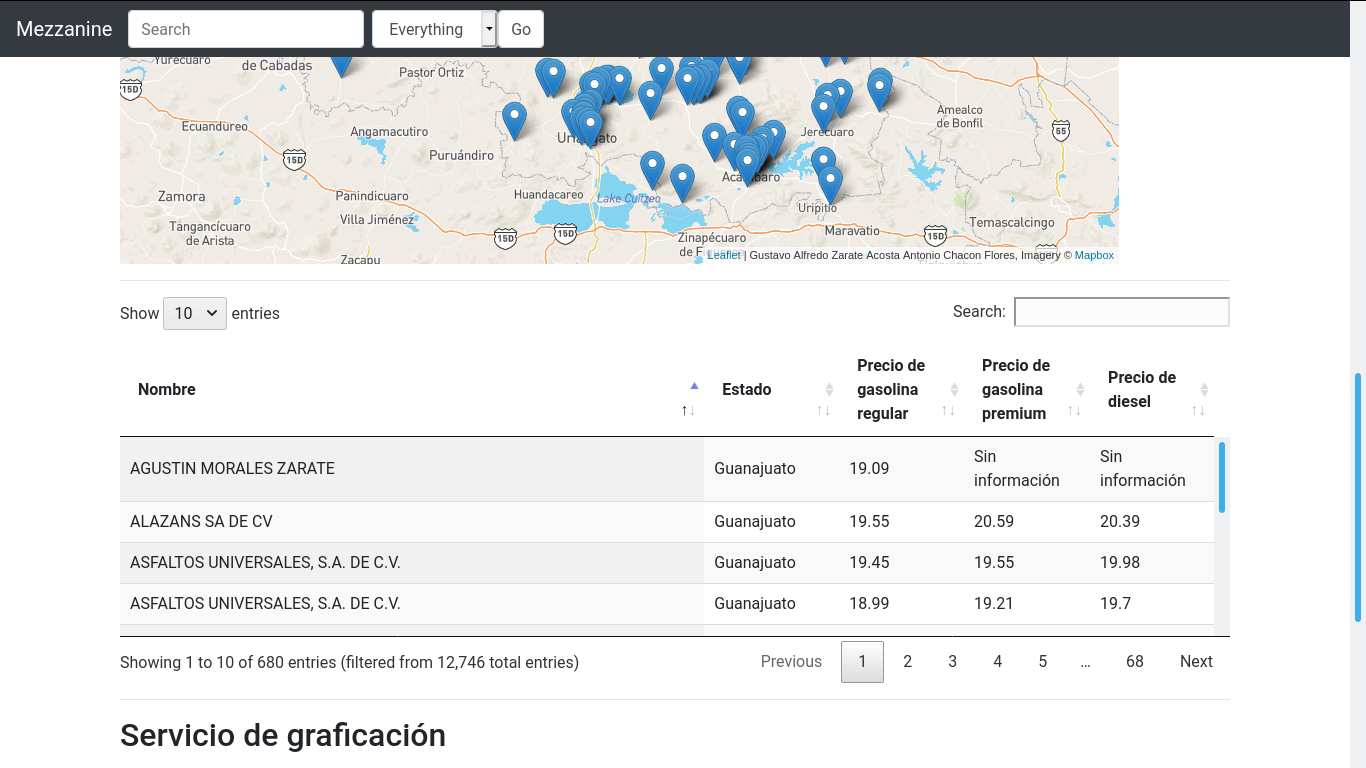 Mezzanine Search Everything Go
Yurécuaro
de Cabadas
Pastor Ortiz
15D
Amealco
de Bonfil
Ecuandureo
Angamacutiro
Jerécuaro
55
15D
Puruándiro
Zamora
Panindicuaro
Huandacareo
Lake Cuitzeo
Uripitio
Villa Jiménez
Temascalcingo
Tangancícuaro
de Arista
15D
15D
Zinapécuaro
Maravatio
15D
Zacapu
Leaflet | Gustavo Alfredo Zarate Acosta Antonio Chacon Flores, Imagery © Mapbox
Show 10 entries
Search:
Nombre
Estado
Precio de
gasolina
regular
Precio de
gasolina
premium
Precio de
diesel
AGUSTIN MORALES ZARATE Guanajuato 19.09 Sin información Sin información
ALAZANS SA DE CV Guanajuato 19.55 20.59 20.39
ASFALTOS UNIVERSALES, S.A. DE C.V. Guanajuato 19.45 19.55 19.98
ASFALTOS UNIVERSALES, S.A. DE C.V. Guanajuato 18.99 19.21 19.7
Showing 1 to 10 of 680 entries (filtered from 12,746 total entries)
Previous 1 2 3 4 5 … 68 Next
Servicio de graficación